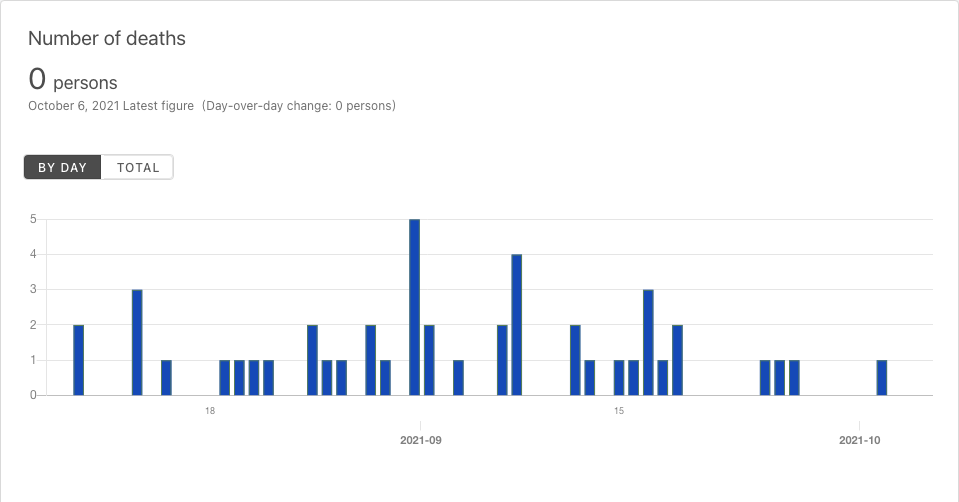 Number of deaths
0 persons
October 6, 2021 Latest figure (Day-over-day change: 0 persons)
BY DAY TOTAL
5
4
3
2
1
0
18 15
2021-09 2021-10